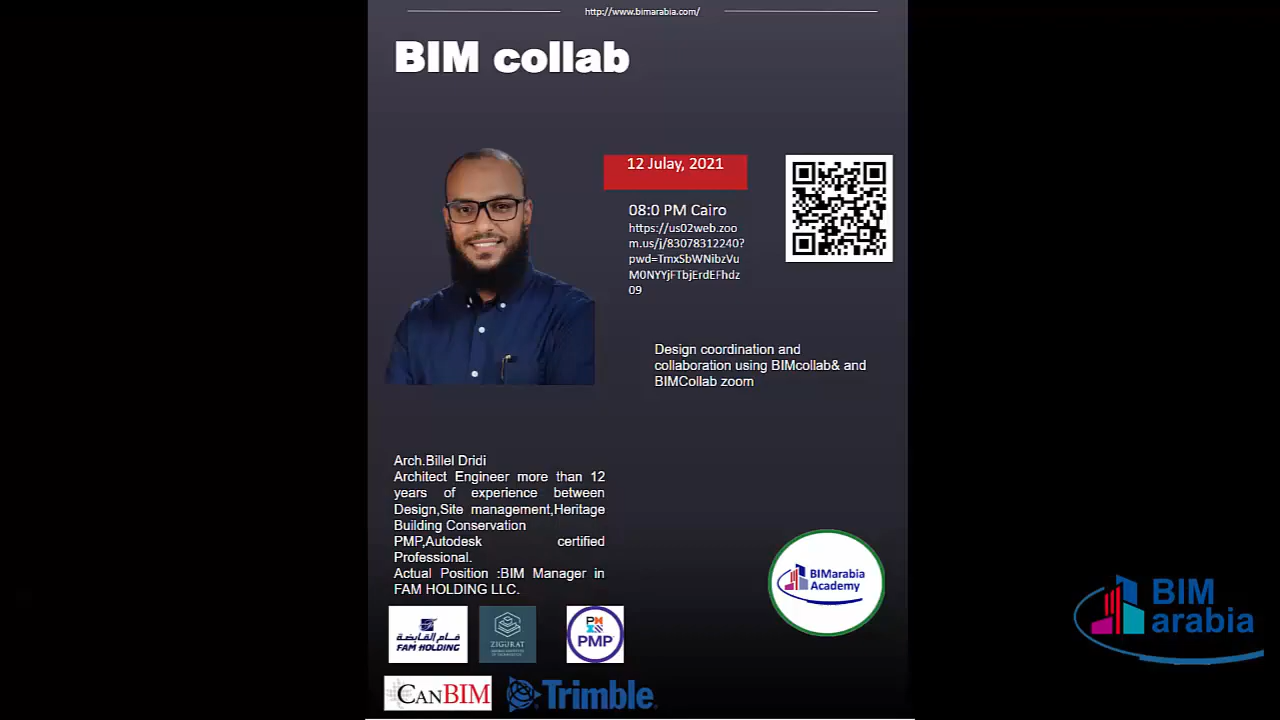 http://www.bimarabia.com/
BIM collab
12 Julay, 2021
08:0 PM Cairo
https://us02web.zoo
m.us/j/83078312240?
pwd=TmxSbWNibzVu
M0NYYjFTbjErdEFhdz
09
Design coordination and
collaboration using BIMcollab& and
BIMCollab zoom
Arch.Billel Dridi
Architect Engineer more than 12
years of experience between
Design,Site management,Heritage
Building Conservation
PMP,Autodesk certified
Professional.
Actual Position :BIM Manager in
FAM HOLDING LLC.
فام القابضة
FAM HOLDING
ZIGURAT
PMP
CANBIM
Trimble
BIMarabia
Academy
BIM
arabia